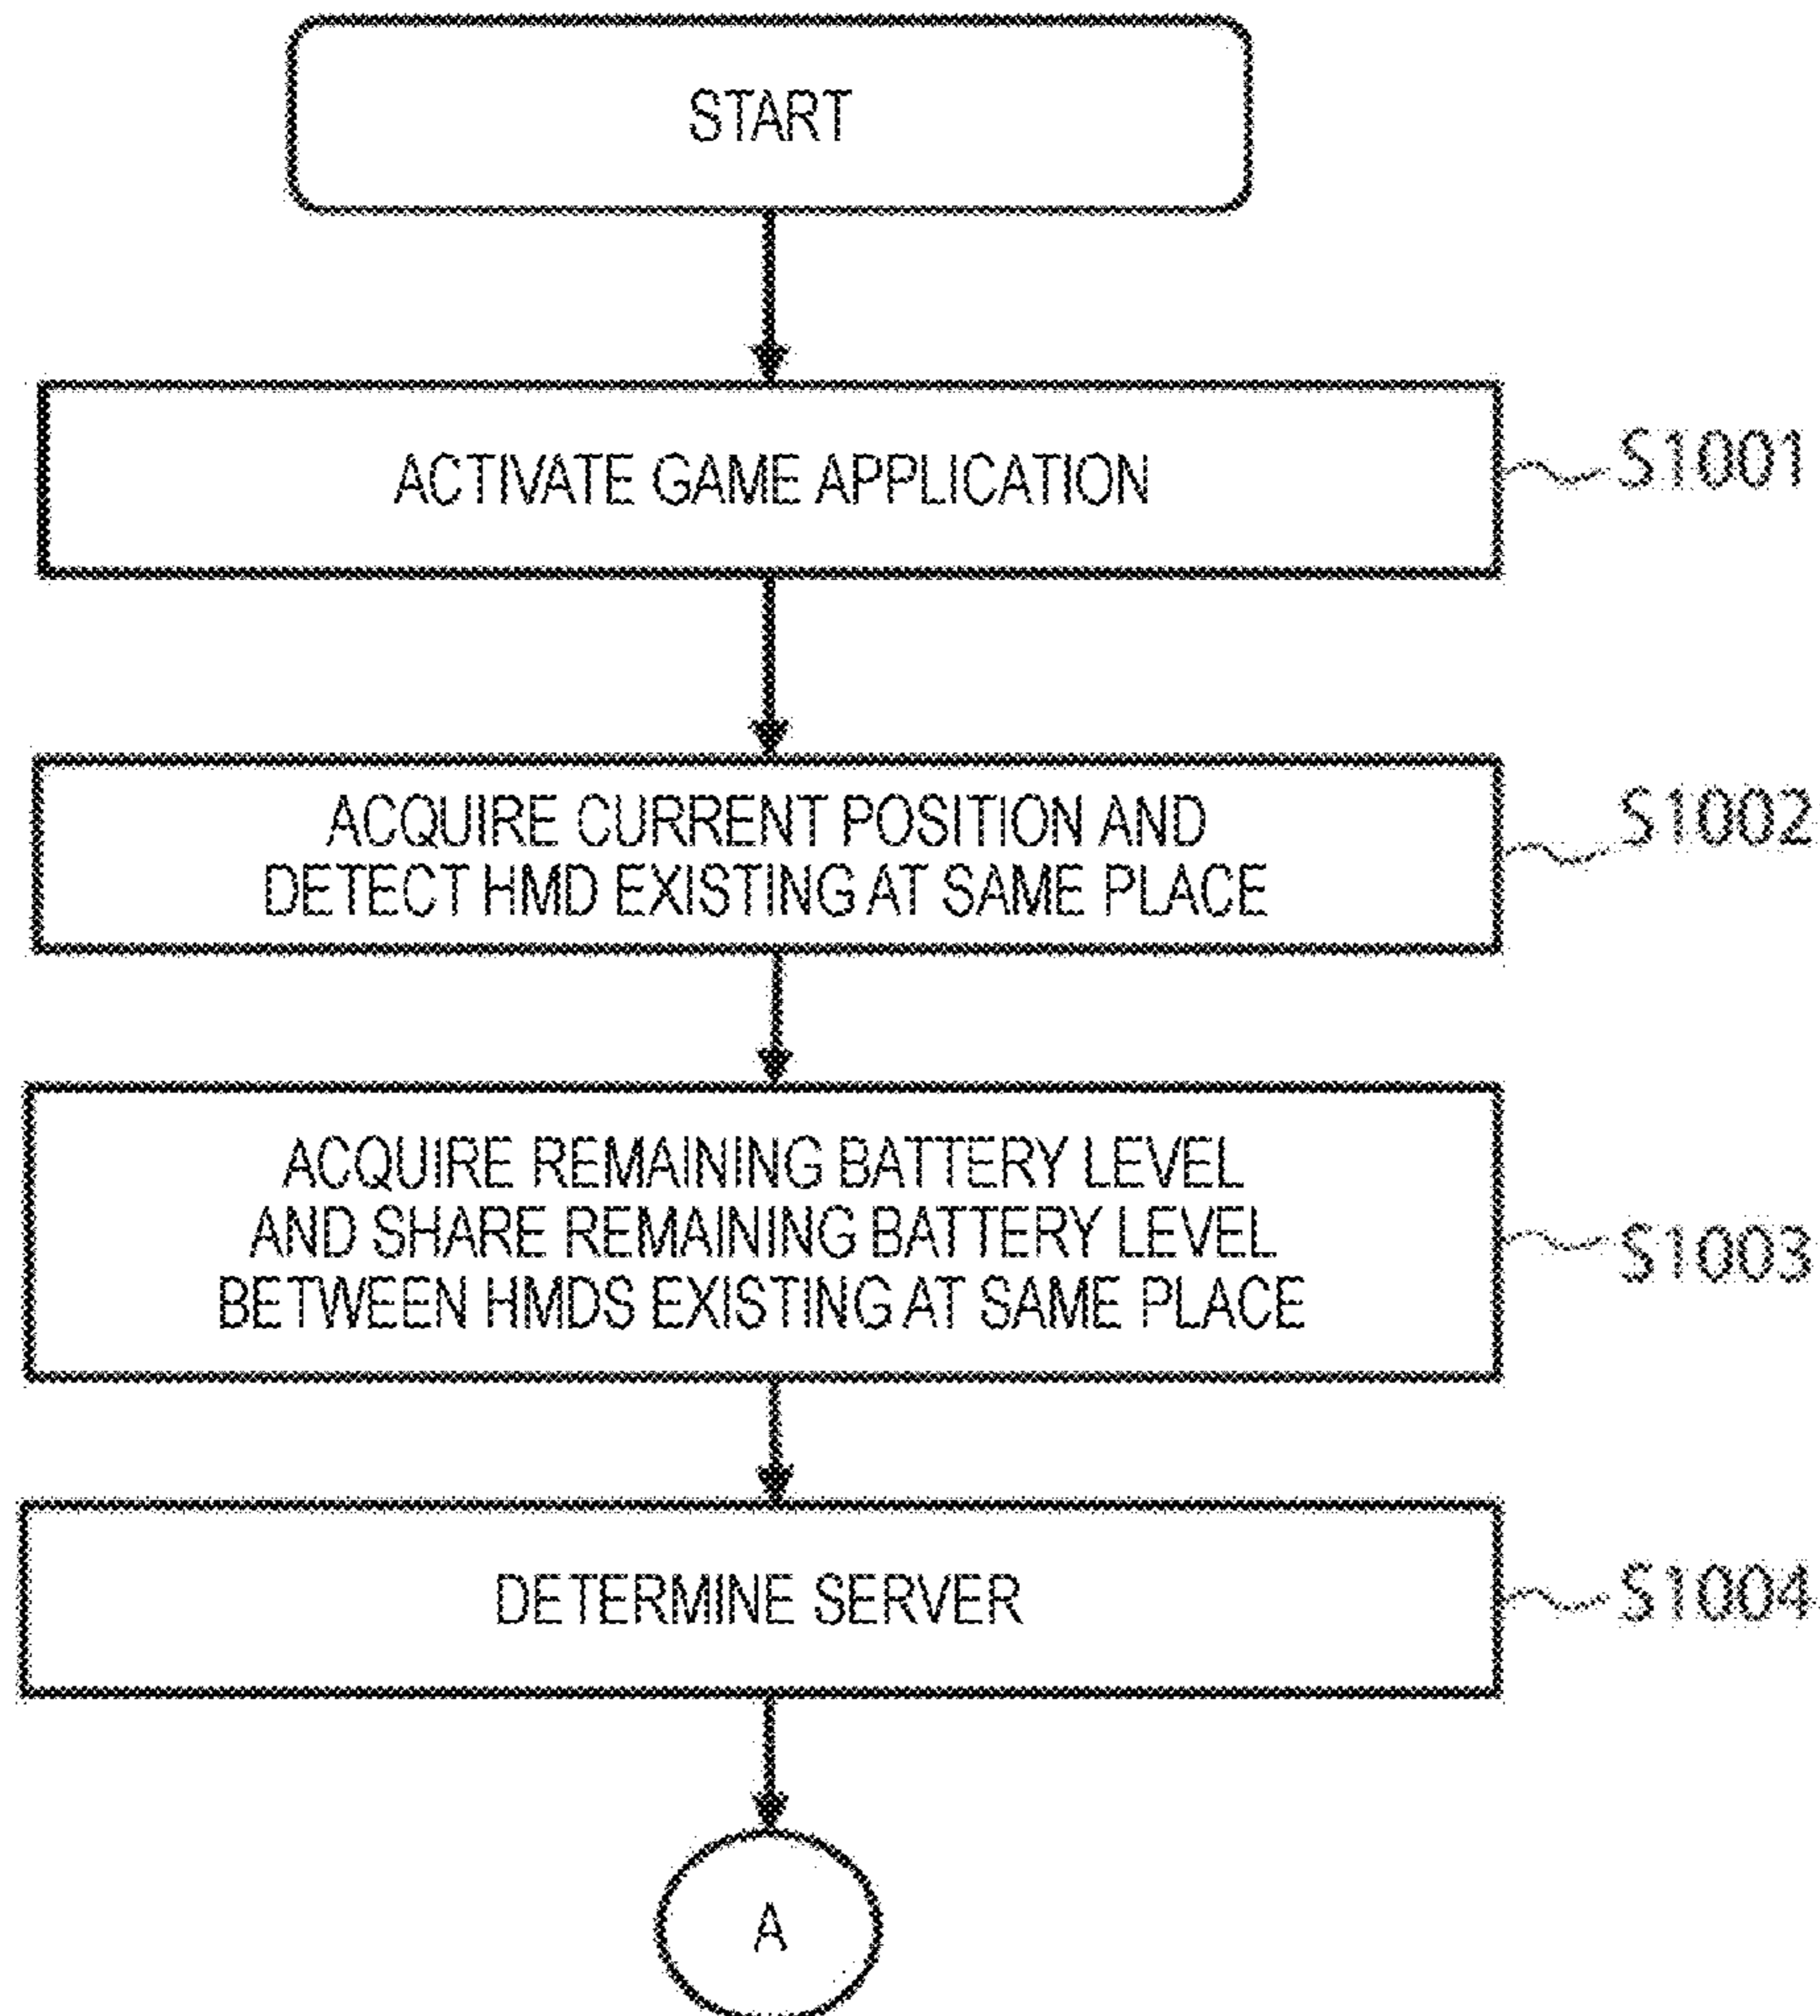 START
ACTIVATE GAME APPLICATION
S1001
ACQUIRE CURRENT POSITION AND
DETECT HMD EXISTING AT SAME PLACE
S1002
ACQUIRE REMAINING BATTERY LEVEL
AND SHARE REMAINING BATTERY LEVEL
BETWEEN HMDS EXISTING AT SAME PLACE
S1003
DETERMINE SERVER
S1004
A